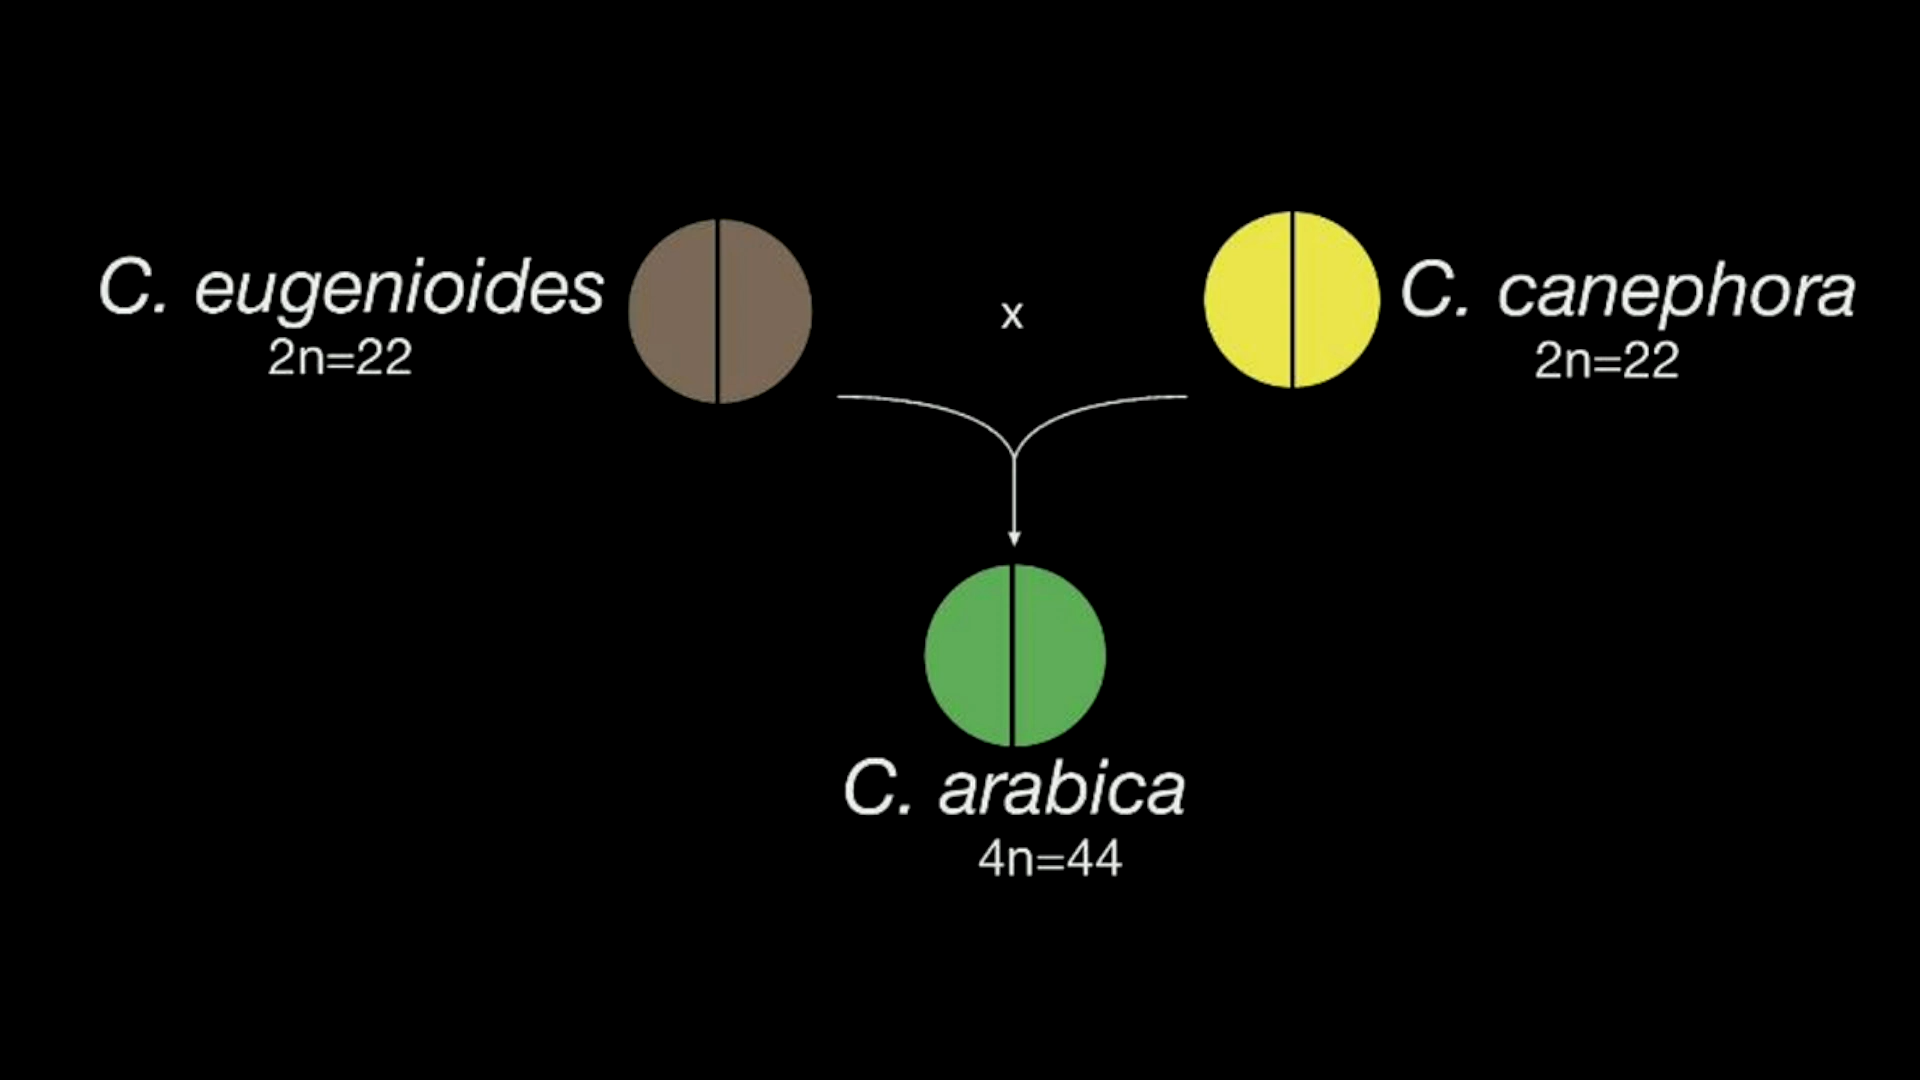 C. eugenioides
2n=22
x
C. canephora
2n=22
C. arabica
4n=44